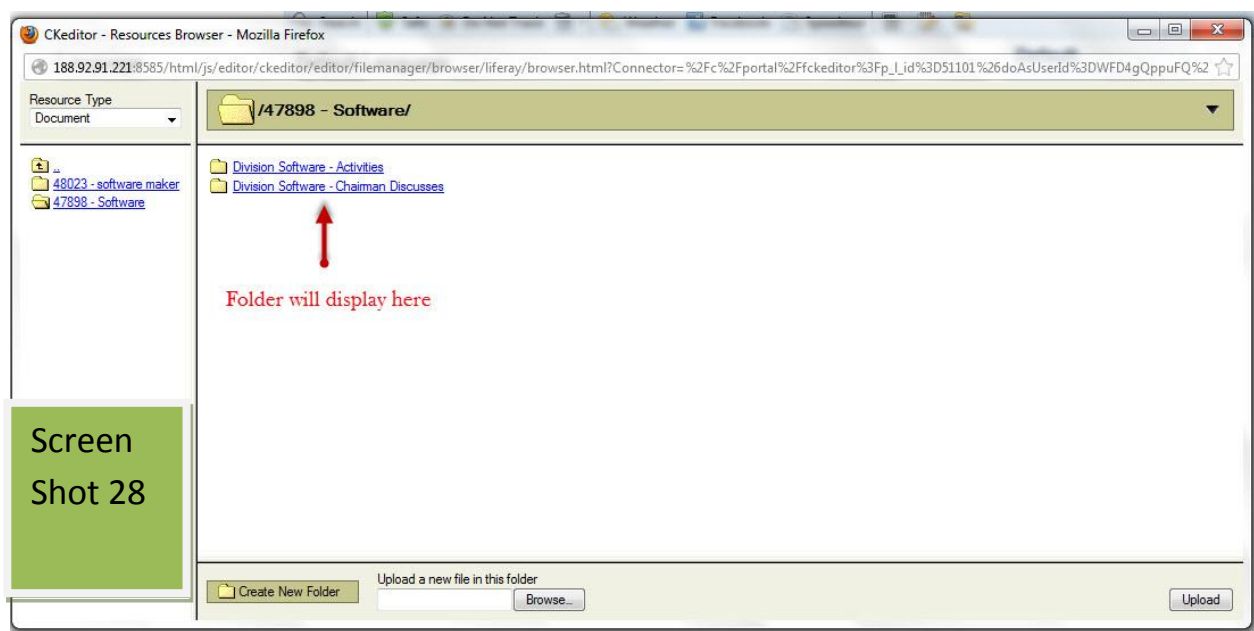 CKeditor - Resources Browser - Mozilla Firefox
188.92.91.221:8585/html/js/editor/ckeditor/editor/filemanager/browser/liferay/browser.html?Connector=%2Fc%2Fportal%2Ffckeditor%3Fp_l_id%3D51101%26doAsUserId%3DWFD4gQppuFQ%2
Resource Type
Document
/47898 - Software/
..
48023 - software maker
47898 - Software
Division Software - Activities
Division Software - Chairman Discusses
Folder will display here
Screen
Shot 28
Create New Folder
Upload a new file in this folder
Browse...
Upload